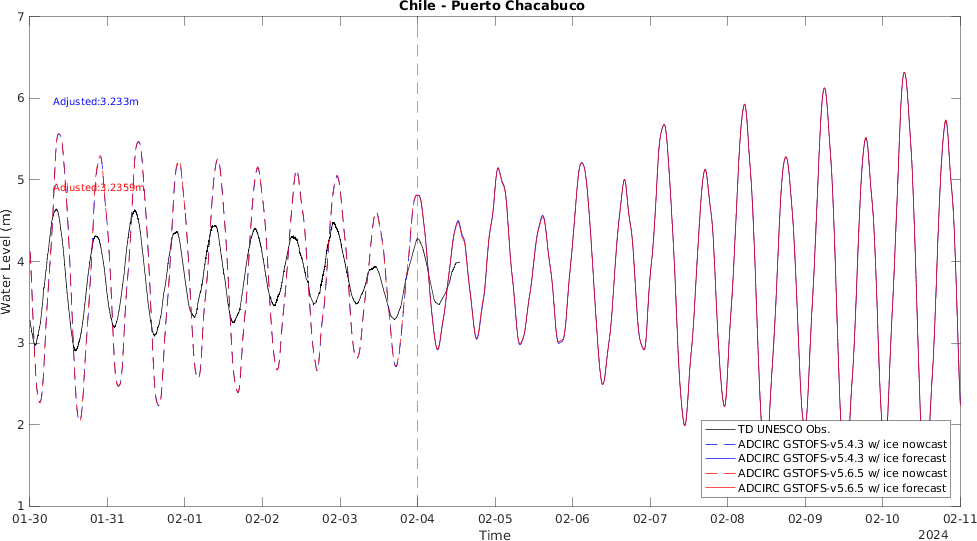 Chile - Puerto Chacabuco
7
6
5
4
3
2
1
Water Level (m)
Adjusted:3.233m
Adjusted:3.2359m
TD UNESCO Obs.
ADCIRC GSTOFS-v5.4.3 w/ ice nowcast
ADCIRC GSTOFS-v5.4.3 w/ ice forecast
ADCIRC GSTOFS-v5.6.5 w/ ice nowcast
ADCIRC GSTOFS-v5.6.5 w/ ice forecast
01-30 01-31 02-01 02-02 02-03 02-04 02-05 02-06 02-07 02-08 02-09 02-10 02-11
Time
2024